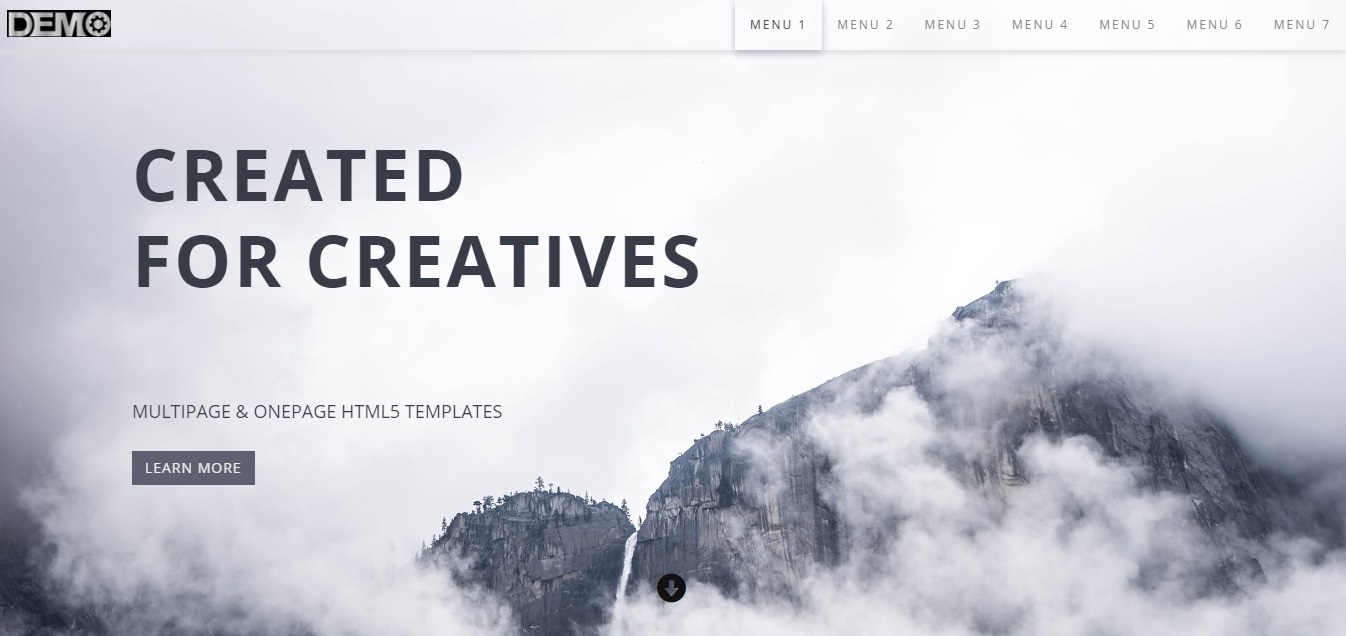 DEMO
MENU 1 MENU 2 MENU 3 MENU 4 MENU 5 MENU 6 MENU 7
CREATED
FOR CREATIVES
MULTIPAGE & ONEPAGE HTML5 TEMPLATES
LEARN MORE